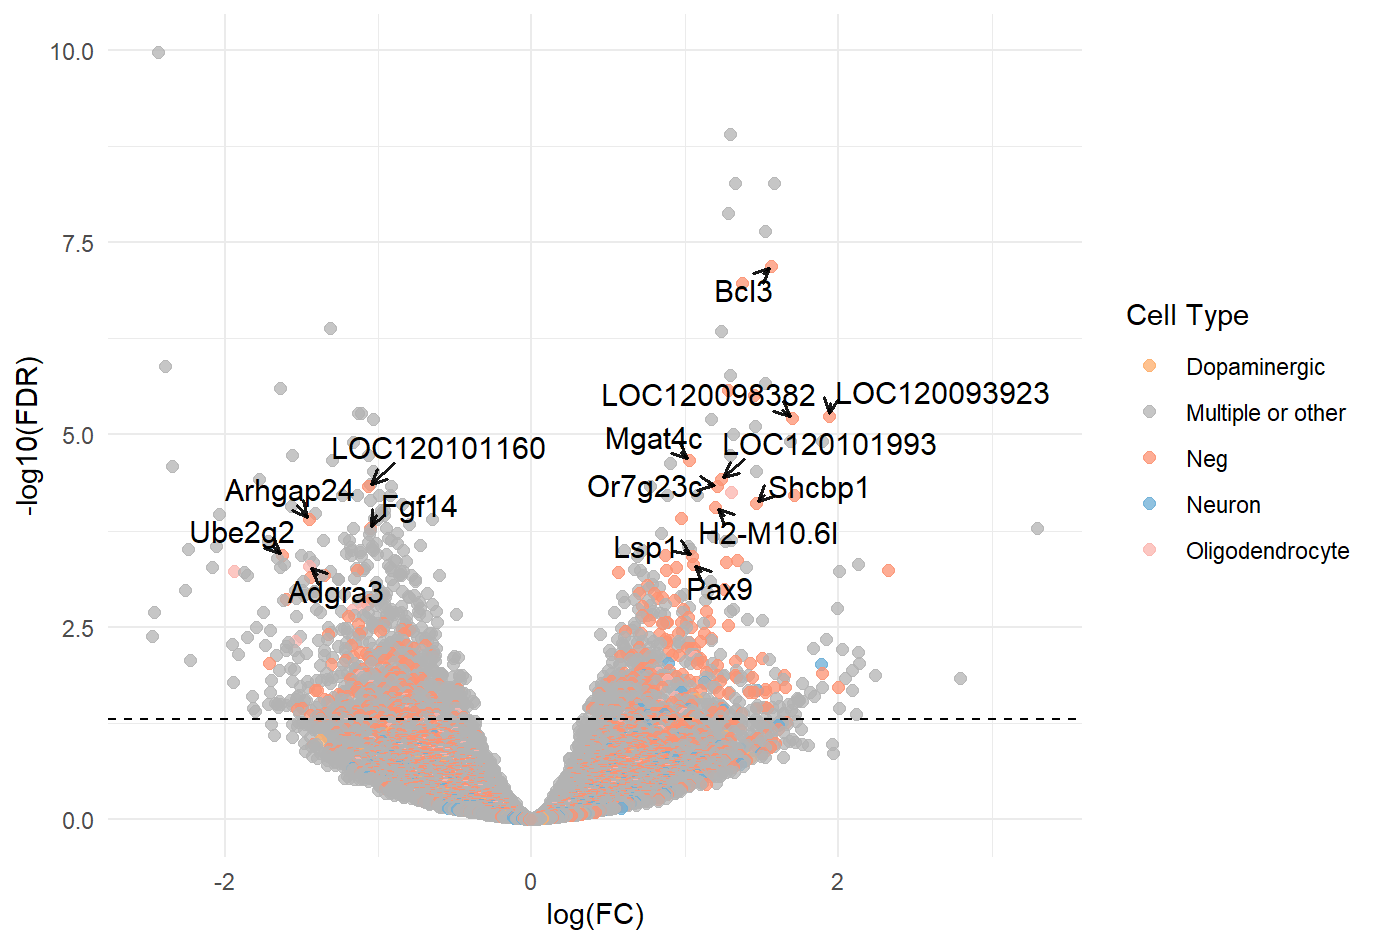 10.0
7.5
5.0
2.5
0.0
-log10(FDR)
-2
0
2
log(FC)
Bcl3
LOC120098382
LOC120093923
Mgat4c
LOC120101993
LOC120101160
Or7g23c
Shcbp1
Arhgap24
Fgf14
H2-M10.6l
Ube2q2
Lsp1
Adgra3
Pax9
Cell Type
Dopaminergic
Multiple or other
Neg
Neuron
Oligodendrocyte